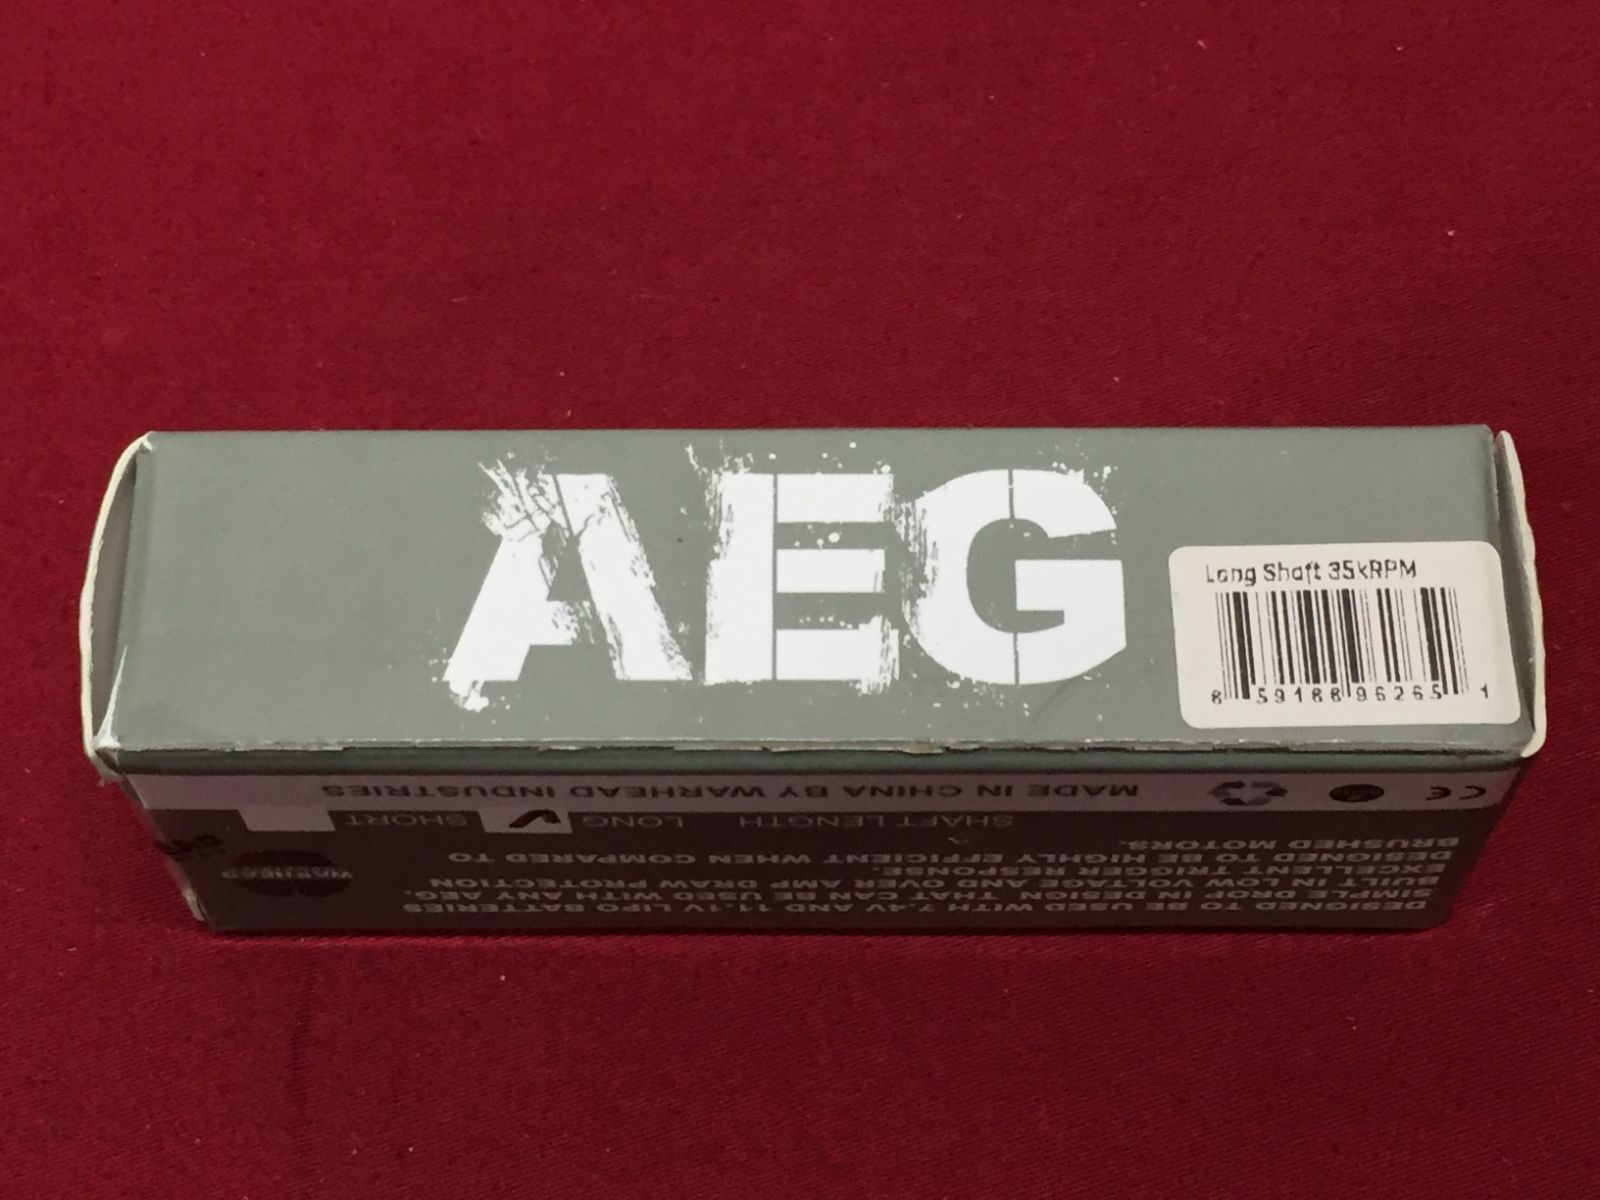 AEG
Long Shaft 35kRPM
8 59188 96265 1
MADE IN CHINA BY WARHEAD INDUSTRIES
SHAFT LENGTH LONG SHORT
DESIGNED TO BE USED WITH 7.4V AND 11.1V LIPO BATTERIES
SIMPLE DROP IN DESIGN, THAT CAN BE USED WITH ANY AEG.
BUILT IN LOW VOLTAGE AND OVER AMP DRAW PROTECTION
EXCELLENT TRIGGER RESPONSE.
DESIGNED TO BE HIGHLY EFFICIENT WHEN COMPARED TO
BRUSHED MOTORS.
WARHEAD
CE